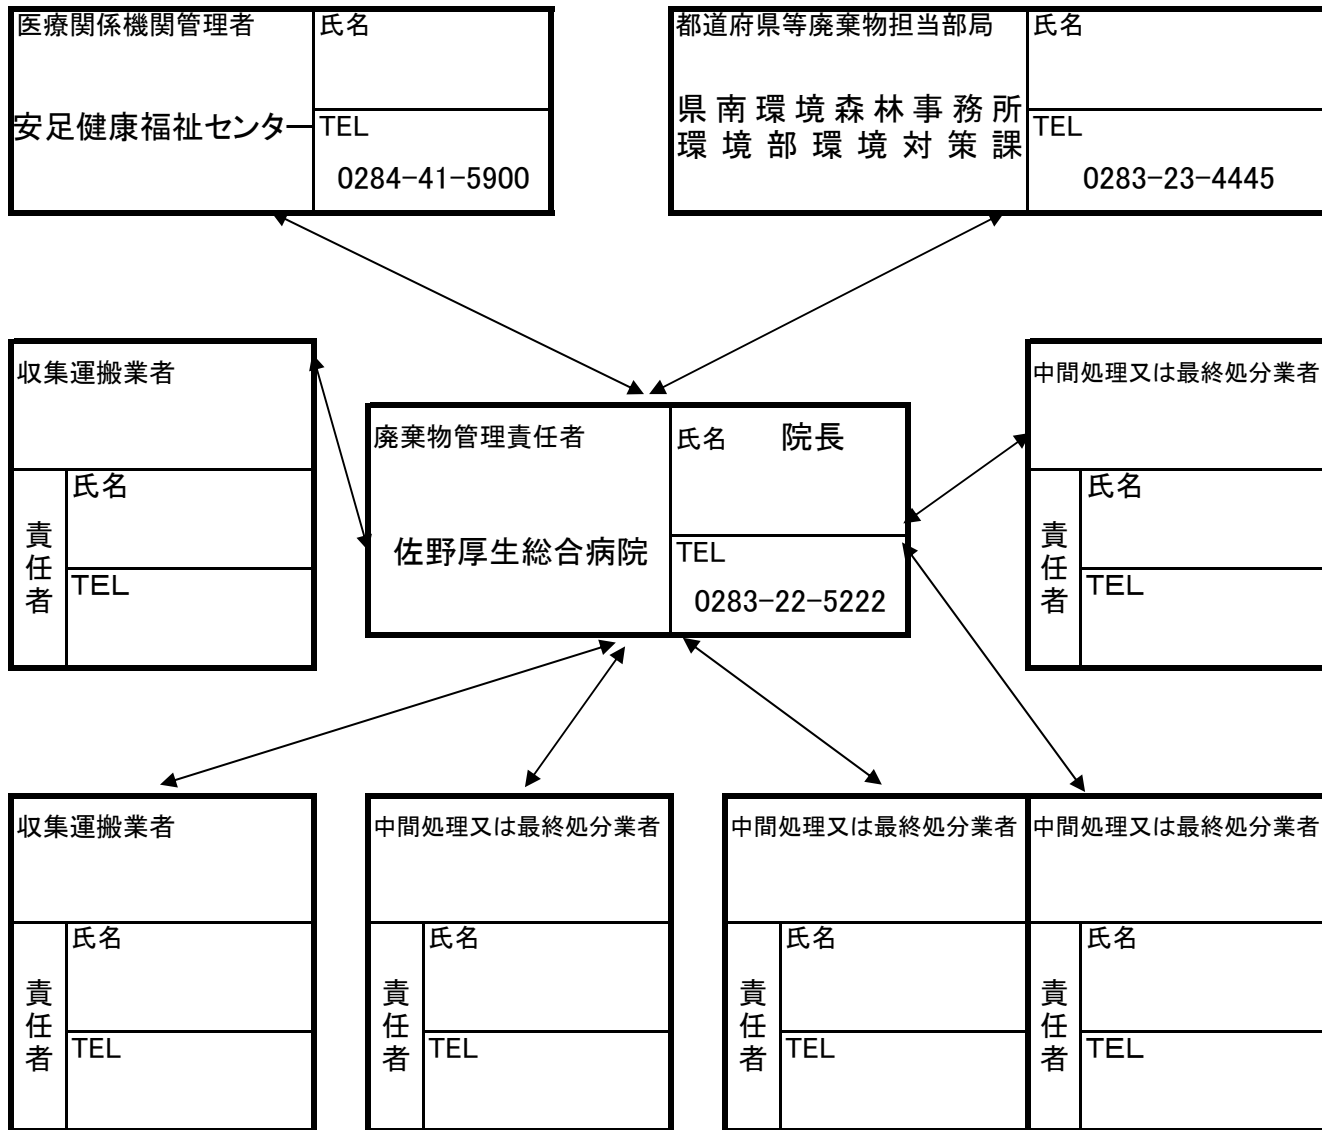 医療関係機関管理者
氏名
安足健康福祉センター
TEL
0284-41-5900
都道府県等廃棄物担当部局
氏名
県南環境森林事務所
環境部環境対策課
TEL
0283-23-4445
収集運搬業者
責任者
氏名
TEL
廃棄物管理責任者
氏名 院長
佐野厚生総合病院
TEL
0283-22-5222
中間処理又は最終処分業者
責任者
氏名
TEL
収集運搬業者
責任者
氏名
TEL
中間処理又は最終処分業者
責任者
氏名
TEL
中間処理又は最終処分業者
責任者
氏名
TEL
中間処理又は最終処分業者
責任者
氏名
TEL